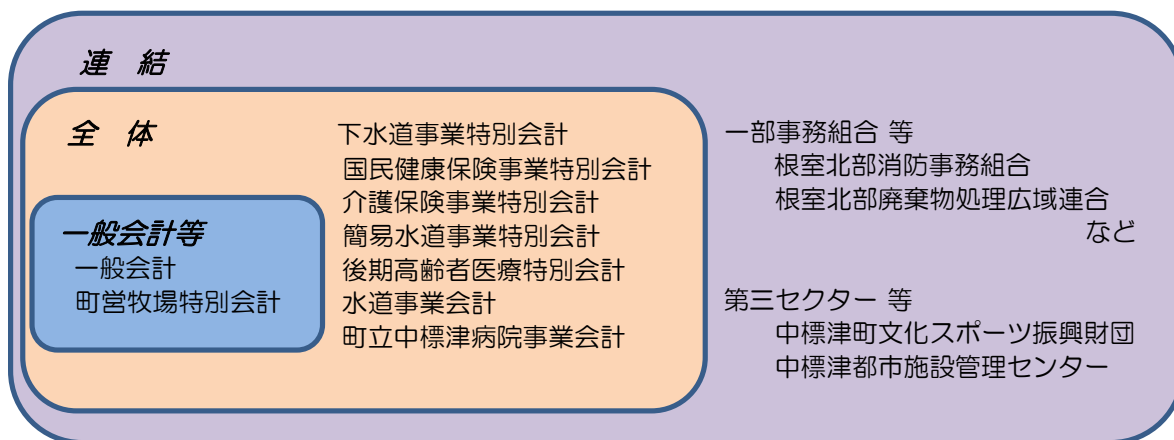 連 結
全 体
一般会計等
一般会計
町営牧場特別会計
下水道事業特別会計
国民健康保険事業特別会計
介護保険事業特別会計
簡易水道事業特別会計
後期高齢者医療特別会計
水道事業会計
町立中標津病院事業会計
一部事務組合 等
根室北部消防事務組合
根室北部廃棄物処理広域連合
など
第三セクター 等
中標津町文化スポーツ振興財団
中標津都市施設管理センター